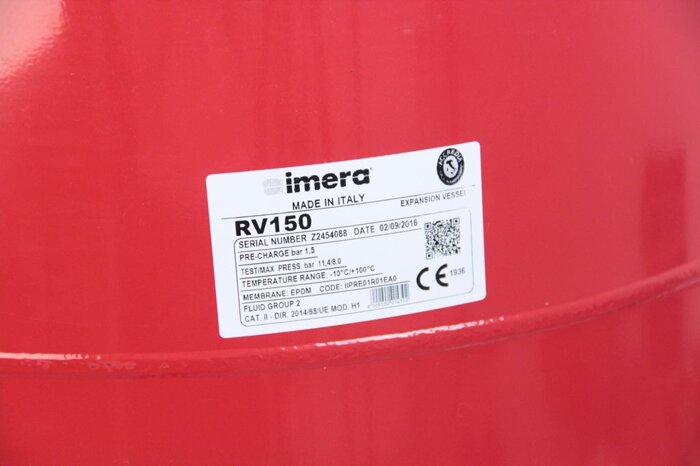 imera
MADE IN ITALY
EXPANSION VESSEL
RV150
SERIAL NUMBER Z2454088 DATE 02/09/2016
PRE-CHARGE bar 1,5
TEST/MAX PRESS. bar 11,4/8,0
TEMPERATURE RANGE: -10°C/+100°C
MEMBRANE: EPDM CODE: IIPRE01R01EA0
FLUID GROUP 2
CAT. II - DIR. 2014/68/UE MOD. H1
CE 1936